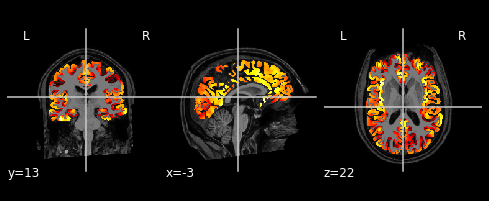 L R L R
y=13 x=-3 z=22